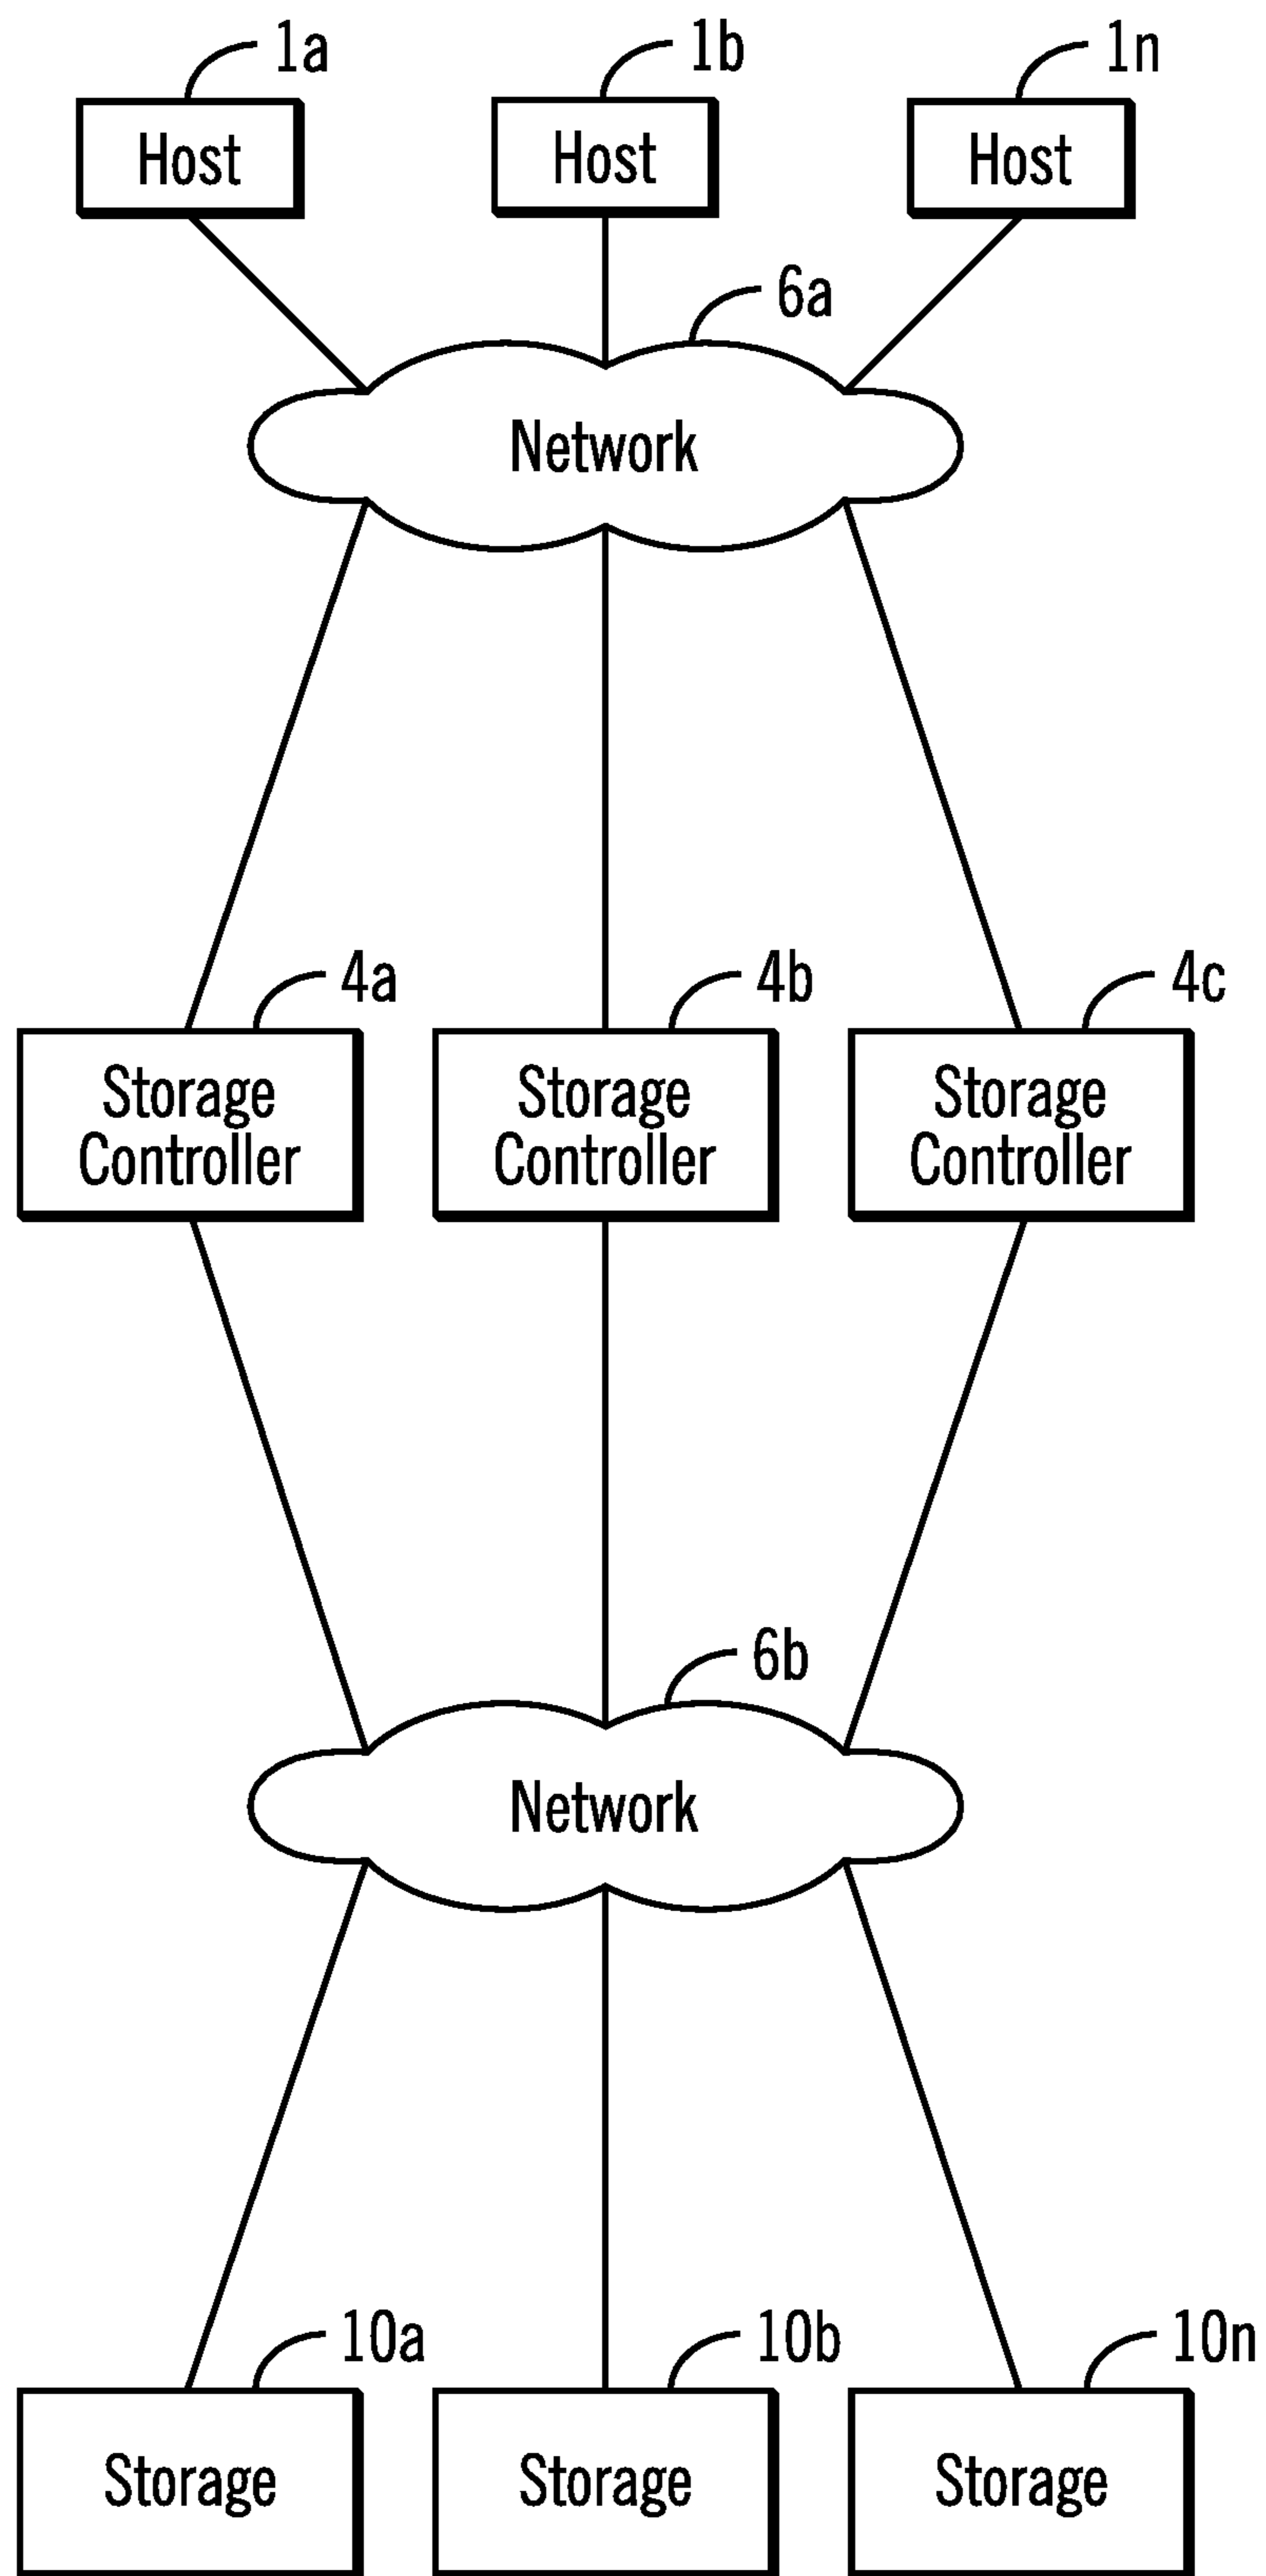 1a
1b
1n
Host
Host
Host
6a
Network
4a
4b
4c
Storage
Controller
Storage
Controller
Storage
Controller
6b
Network
10a
10b
10n
Storage
Storage
Storage